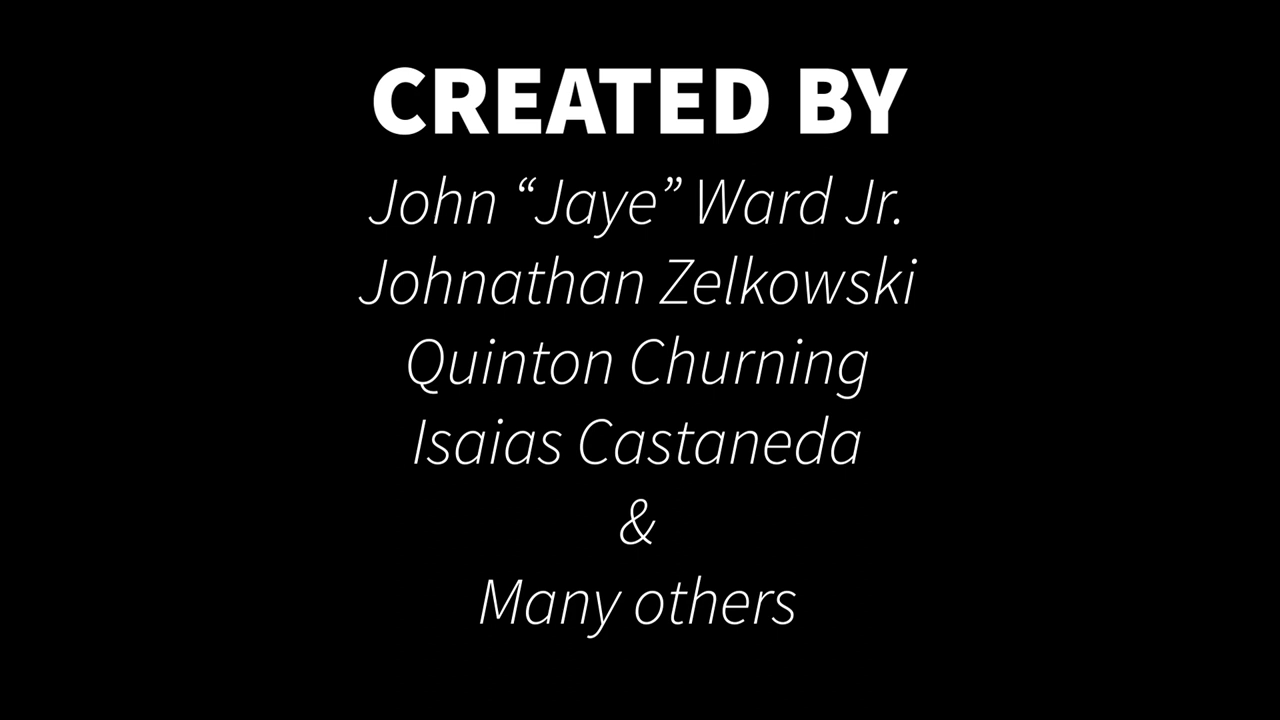 CREATED BY
John “Jaye” Ward Jr.
Johnathan Zelkowski
Quinton Churning
Isaias Castaneda
&
Many others